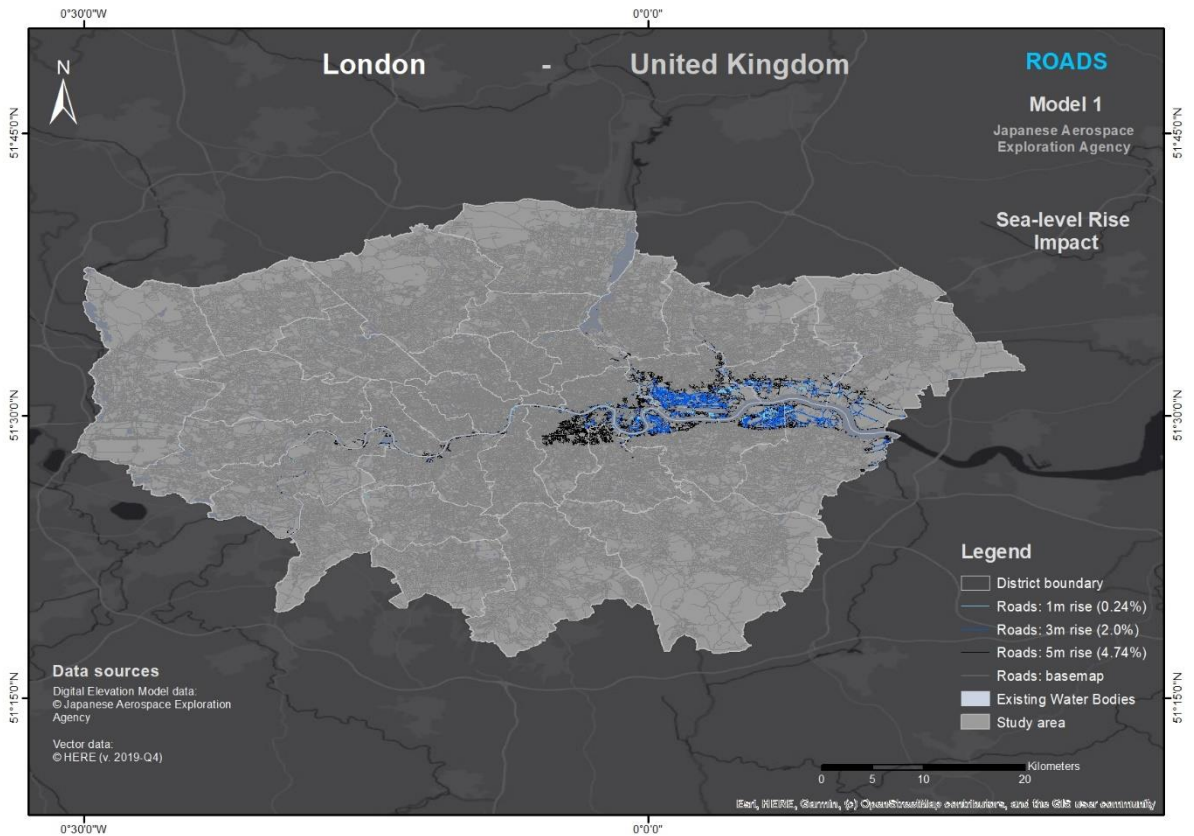 0°30'0"W 0°0'0"
N
London - United Kingdom
ROADS
Model 1
Japanese Aerospace
Exploration Agency
Sea-level Rise
Impact
51°45'0"N 51°45'0"N
51°30'0"N 51°30'0"N
51°15'0"N 51°15'0"N
Legend
District boundary
Roads: 1m rise (0.24%)
Roads: 3m rise (2.0%)
Roads: 5m rise (4.74%)
Roads: basemap
Existing Water Bodies
Study area
Data sources
Digital Elevation Model data:
© Japanese Aerospace Exploration
Agency
Vector data:
© HERE (v. 2019-Q4)
Kilometers
0 5 10 20
Esri, HERE, Garmin, (c) OpenStreetMap contributors, and the GIS user community
0°30'0"W 0°0'0"